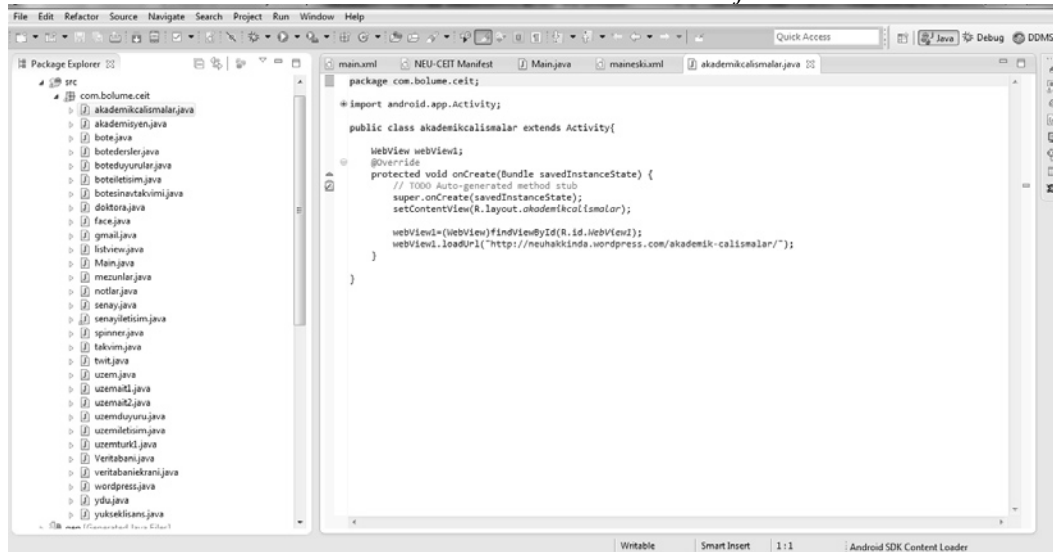 File Edit Refactor Source Navigate Search Project Run Window Help
Quick Access
Java
Debug
DDMS
Package Explorer
main.xml
NEU-CEIT Manifest
Main.java
maineski.xml
akademikcalismalar.java
src
com.bolume.ceit
akademikcalismalar.java
akademisyen.java
bote.java
botedersler.java
boteduyurular.java
boteiletisim.java
botesinavtakvimi.java
doktora.java
face.java
gmail.java
listview.java
Main.java
mezunlar.java
notlar.java
senay.java
senayiletisim.java
spinner.java
takvim.java
twit.java
uzem.java
uzemait1.java
uzemait2.java
uzemduyuru.java
uzemiletisim.java
uzemturk1.java
Veritabani.java
veritabaniekrani.java
wordpress.java
ydu.java
yukseklisans.java
gen [Generated Java Files]
package com.bolume.ceit;
import android.app.Activity;
public class akademikcalismalar extends Activity{
WebView webView1;
@Override
protected void onCreate(Bundle savedInstanceState) {
// TODO Auto-generated method stub
super.onCreate(savedInstanceState);
setContentView(R.layout.akademikcalismalar);
webView1=(WebView)findViewById(R.id.WebView1);
webView1.loadUrl("http://neuhakkinda.wordpress.com/akademik-calismalar/");
}
}
Writable
Smart Insert
1:1
Android SDK Content Loader